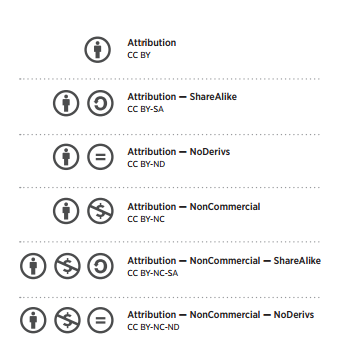 Attribution
CC BY
Attribution — ShareAlike
CC BY-SA
Attribution — NoDerivs
CC BY-ND
Attribution — NonCommercial
CC BY-NC
Attribution — NonCommercial — ShareAlike
CC BY-NC-SA
Attribution — NonCommercial — NoDerivs
CC BY-NC-ND